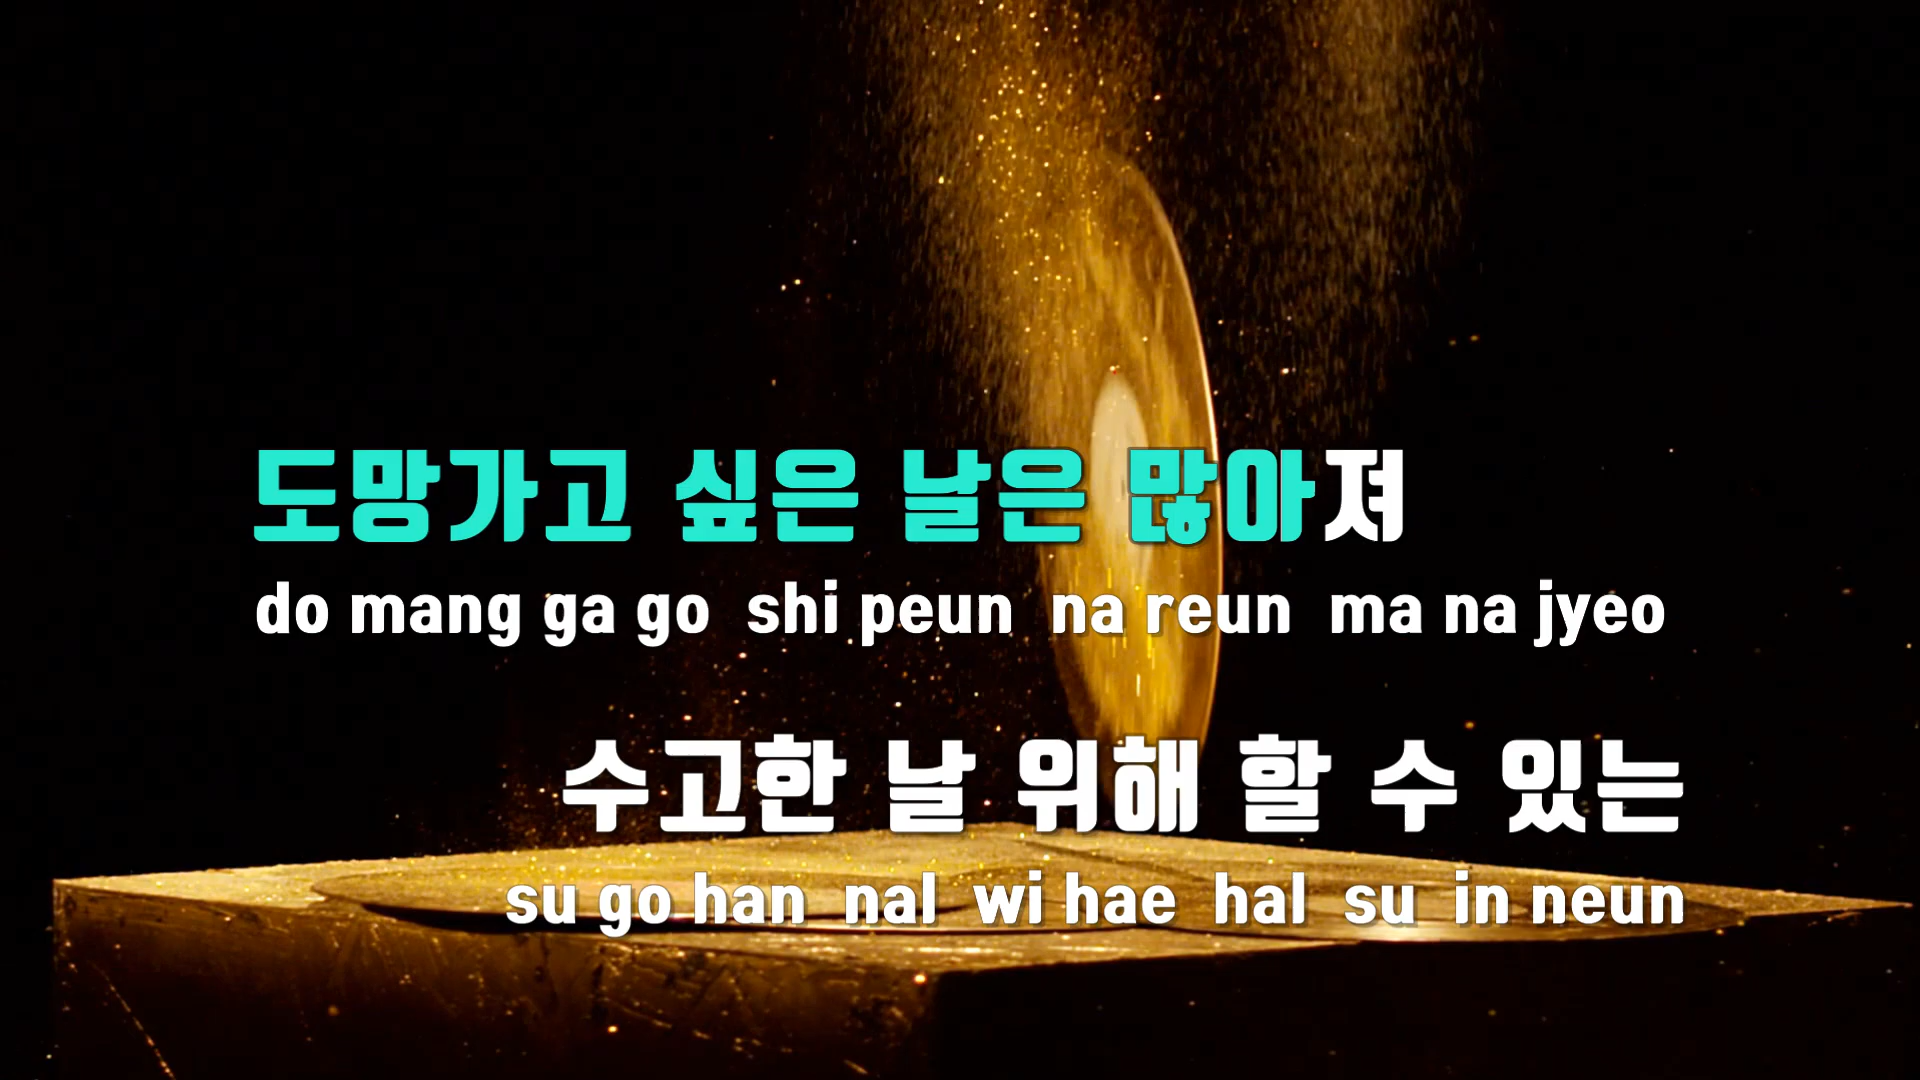 도망가고 싶은 날은 많아져
do mang ga go shi peun na reun ma na jyeo
수고한 날 위해 할 수 있는
su go han nal wi hae hal su in neun